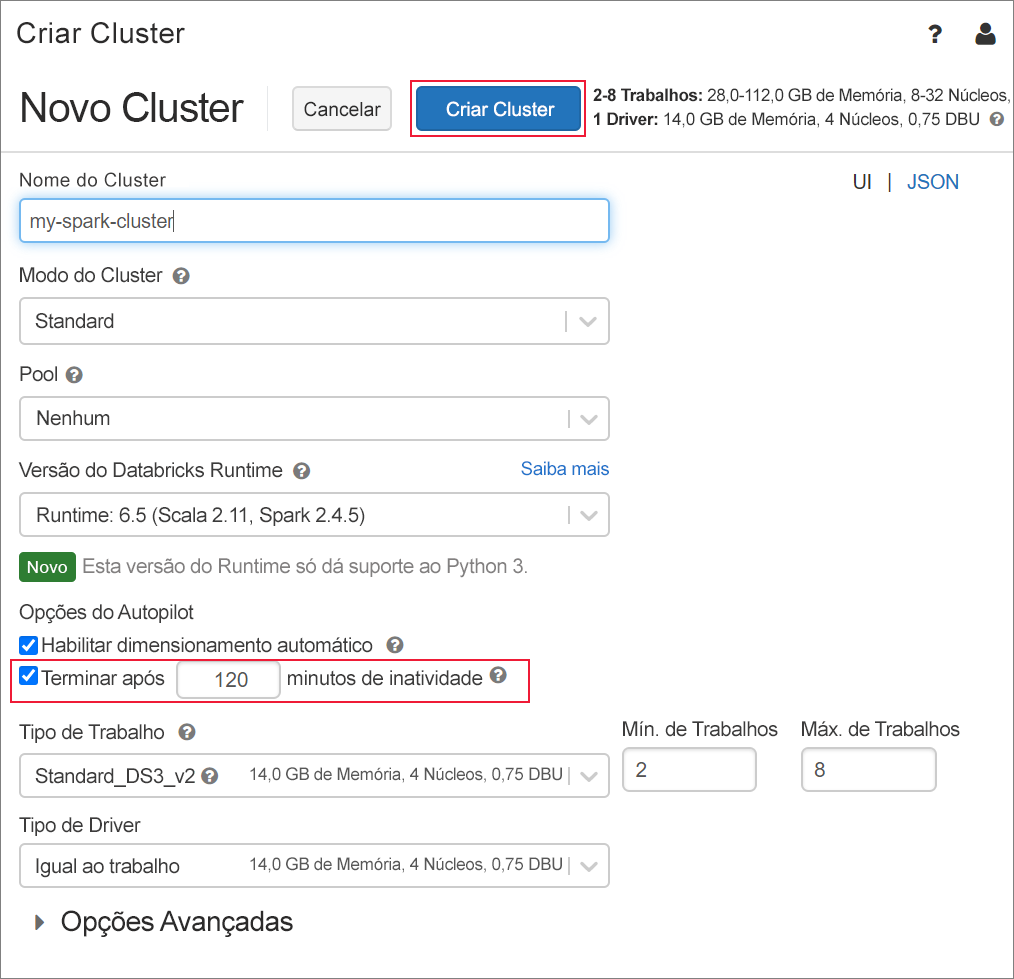 Criar Cluster
?
Novo Cluster
Cancelar
Criar Cluster
2-8 Trabalhos: 28,0-112,0 GB de Memória, 8-32 Núcleos,
1 Driver: 14,0 GB de Memória, 4 Núcleos, 0,75 DBU ?
Nome do Cluster
UI | JSON
my-spark-cluster
Modo do Cluster ?
Standard
Pool ?
Nenhum
Versão do Databricks Runtime ?
Saiba mais
Runtime: 6.5 (Scala 2.11, Spark 2.4.5)
Novo Esta versão do Runtime só dá suporte ao Python 3.
Opções do Autopilot
Habilitar dimensionamento automático ?
Terminar após 120 minutos de inatividade ?
Tipo de Trabalho ?
Mín. de Trabalhos
Máx. de Trabalhos
Standard_DS3_v2 ? 14,0 GB de Memória, 4 Núcleos, 0,75 DBU
2
8
Tipo de Driver
Igual ao trabalho 14,0 GB de Memória, 4 Núcleos, 0,75 DBU
Opções Avançadas